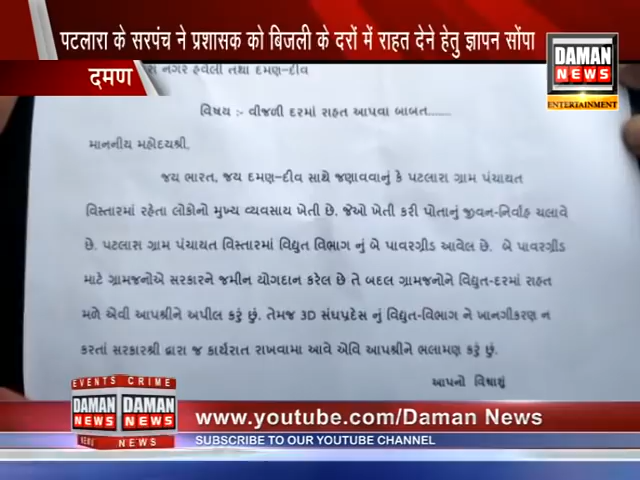 पटलारा के सरपंच ने प्रशासक को बिजली के दरों में राहत देने हेतु ज्ञापन सोंपा
दमण
DAMAN
NEWS
ENTERTAINMENT
નગર હવેલી તથા દમણ-દીવ
વિષય :- વીજળી દરમાં રાહત આપવા બાબત.......
માનનીય મહોદયશ્રી,
જય ભારત, જય દમણ-દીવ સાથે જણાવવાનું કે પટલારા ગ્રામ પંચાયત
વિસ્તારમાં રહેતા લોકોનો મુખ્ય વ્યવસાય ખેતી છે. જેઓ ખેતી કરી પોતાનું જીવન-નિર્વાહ ચલાવે
છે. પટલારા ગ્રામ પંચાયત વિસ્તારમાં વિદ્યુત વિભાગ નું બે પાવરગ્રીડ આવેલ છે. બે પાવરગ્રીડ
માટે ગ્રામજનોએ સરકારને જમીન યોગદાન કરેલ છે તે બદલ ગ્રામજનોને વિદ્યુત-દરમાં રાહત
મળે એવી આપશ્રીને અપીલ કરું છું. તેમજ 3D સંઘપ્રદેસ નું વિદ્યુત-વિભાગ ને ખાનગીકરણ ન
કરતાં સરકારશ્રી દ્રારા જ કાર્યરાત રાખવામા આવે એવિ આપશ્રીને ભલામણ કરું છું.
આપનો વિશ્વાશું
EVENTS CRIME
DAMAN NEWS DAMAN NEWS
NEWS
www.youtube.com/Daman News
SUBSCRIBE TO OUR YOUTUBE CHANNEL